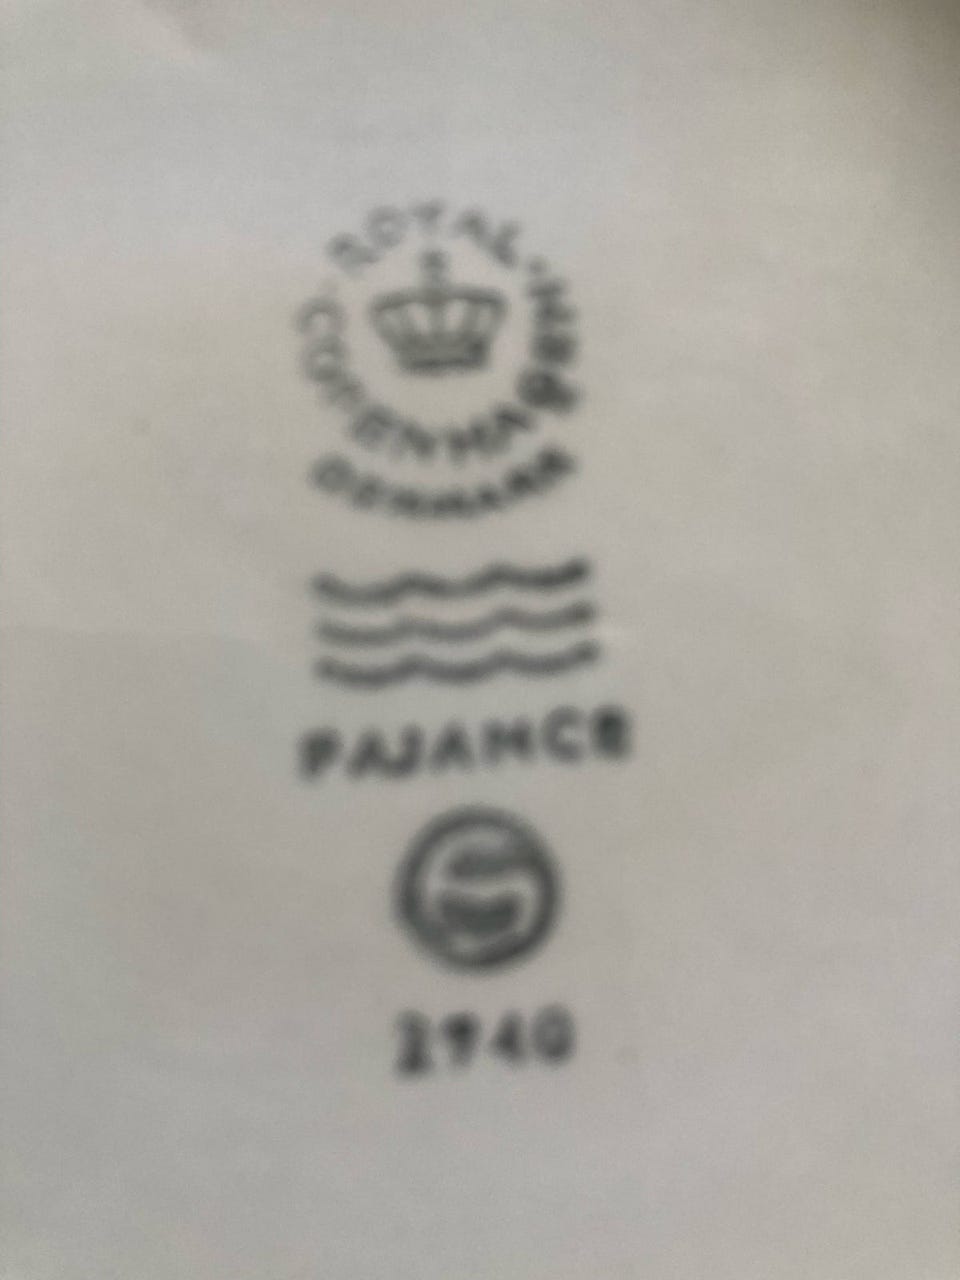 ROYAL
COPENHAGEN
DENMARK
FAJANCE
2940